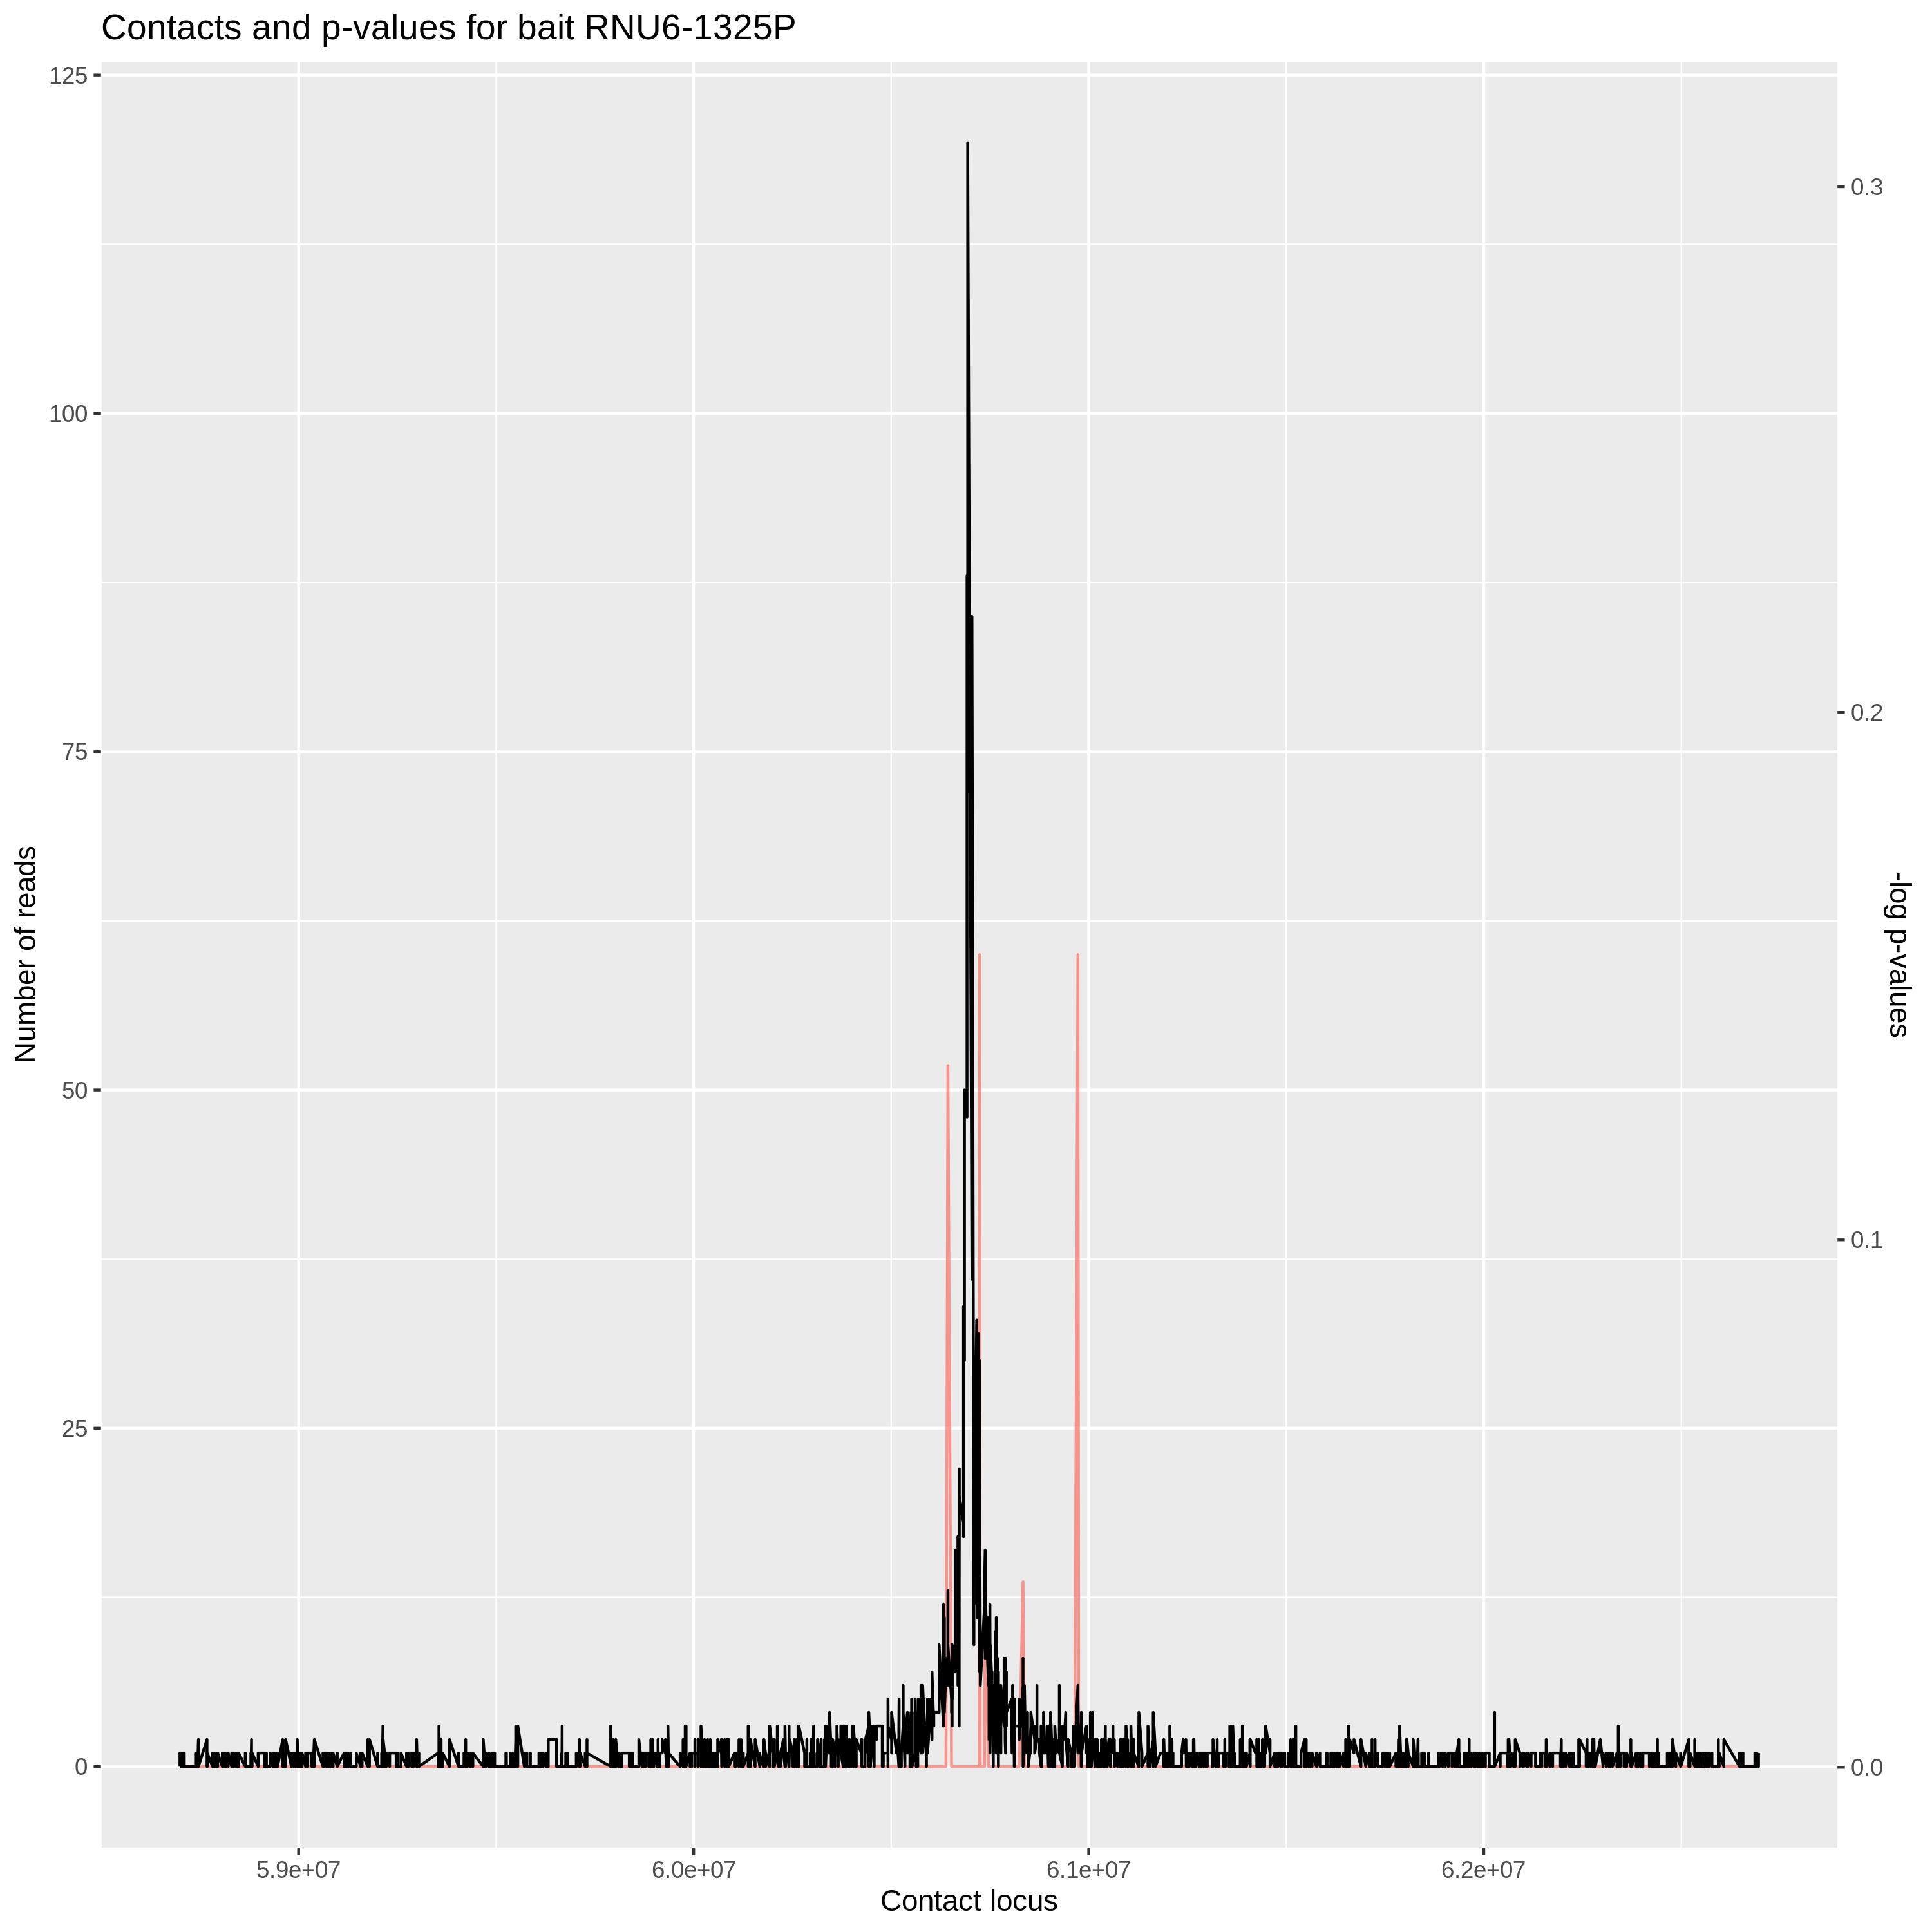 Contacts and p-values for bait RNU6-1325P
125
100
75
50
25
0
Number of reads
0.3
0.2
0.1
0.0
-log p-values
5.9e+07
6.0e+07
6.1e+07
6.2e+07
Contact locus